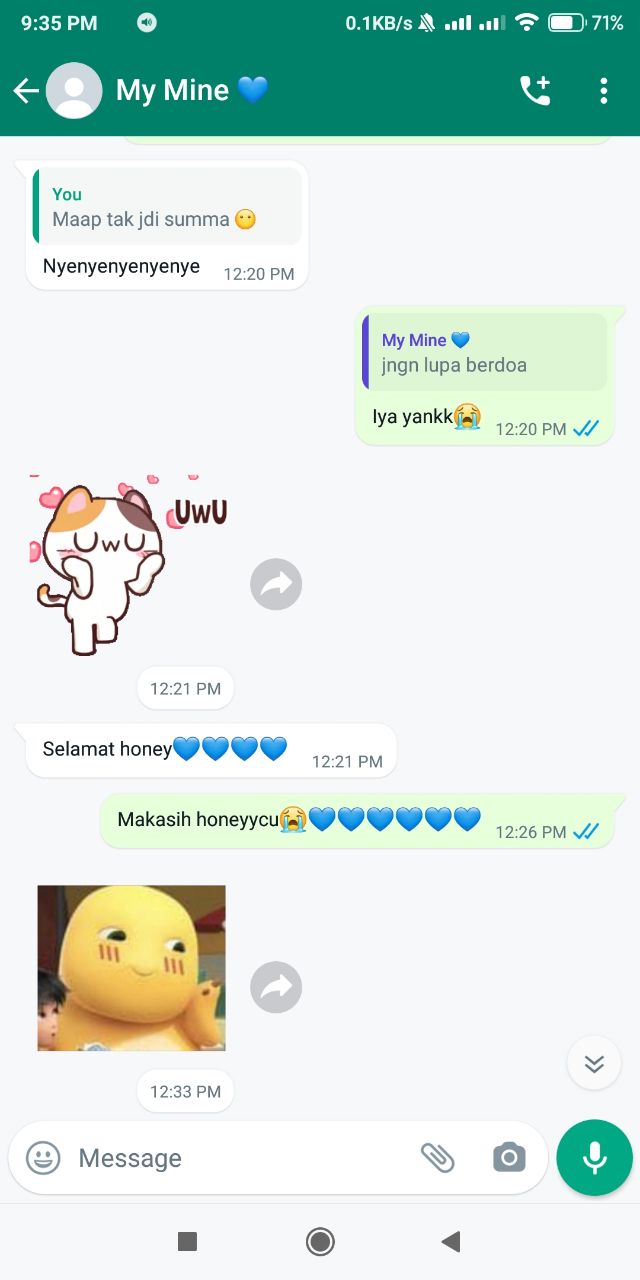 9:35 PM 0.1KB/s 71%
My Mine 💙
You
Maap tak jdi summa 😶
Nyenyenyenyenye 12:20 PM
My Mine 💙
jngn lupa berdoa
Iya yankk😭 12:20 PM
UwU
12:21 PM
Selamat honey💙💙💙💙 12:21 PM
Makasih honeyycu😭💙💙💙💙💙💙 12:26 PM
12:33 PM
Message